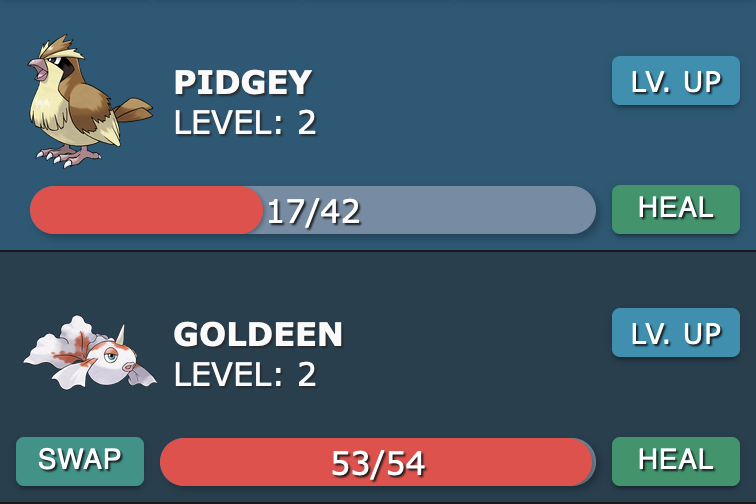 PIDGEY
LEVEL: 2
LV. UP
17/42
HEAL
GOLDEEN
LEVEL: 2
LV. UP
SWAP
53/54
HEAL